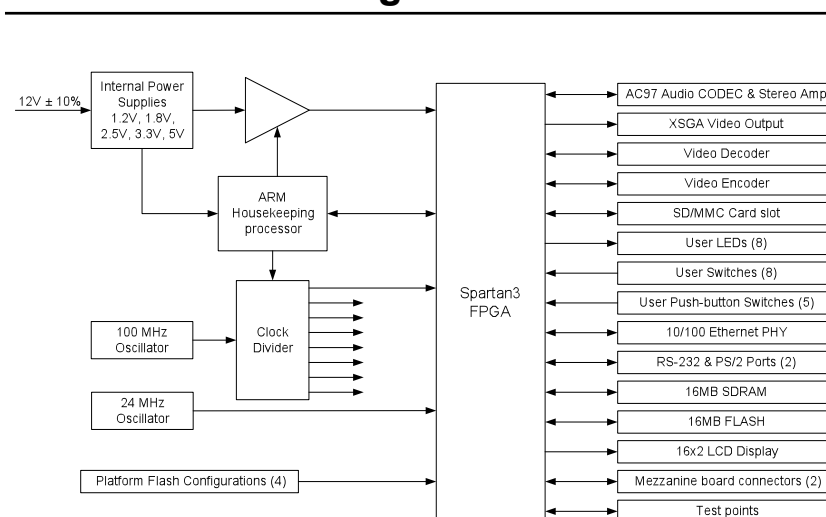 12V ± 10%
Internal Power
Supplies
1.2V, 1.8V,
2.5V, 3.3V, 5V
ARM
Housekeeping
processor
100 MHz
Oscillator
Clock
Divider
24 MHz
Oscillator
Platform Flash Configurations (4)
Spartan3
FPGA
AC97 Audio CODEC & Stereo Amp
XSGA Video Output
Video Decoder
Video Encoder
SD/MMC Card slot
User LEDs (8)
User Switches (8)
User Push-button Switches (5)
10/100 Ethernet PHY
RS-232 & PS/2 Ports (2)
16MB SDRAM
16MB FLASH
16x2 LCD Display
Mezzanine board connectors (2)
Test points